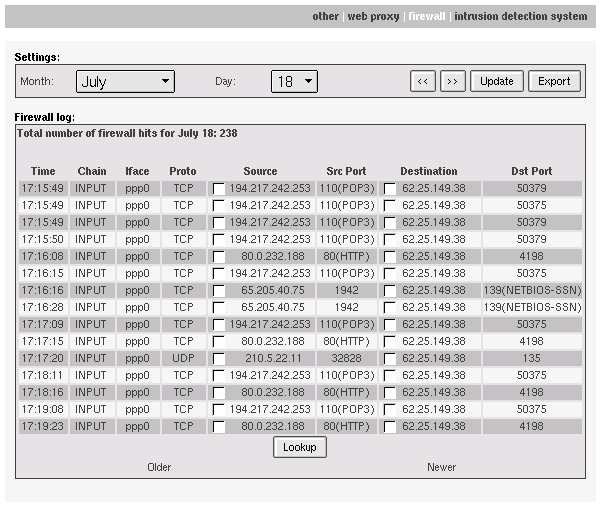 other | web proxy | firewall | intrusion detection system
Settings:
Month: July Day: 18 << >> Update Export
Firewall log:
Total number of firewall hits for July 18: 238
Time Chain Iface Proto Source Src Port Destination Dst Port
17:15:49 INPUT ppp0 TCP 194.217.242.253 110(POP3) 62.25.149.38 50379
17:15:49 INPUT ppp0 TCP 194.217.242.253 110(POP3) 62.25.149.38 50375
17:15:49 INPUT ppp0 TCP 194.217.242.253 110(POP3) 62.25.149.38 50379
17:15:50 INPUT ppp0 TCP 194.217.242.253 110(POP3) 62.25.149.38 50379
17:16:08 INPUT ppp0 TCP 80.0.232.188 80(HTTP) 62.25.149.38 4198
17:16:15 INPUT ppp0 TCP 194.217.242.253 110(POP3) 62.25.149.38 50375
17:16:16 INPUT ppp0 TCP 65.205.40.75 1942 62.25.149.38 139(NETBIOS-SSN)
17:16:28 INPUT ppp0 TCP 65.205.40.75 1942 62.25.149.38 139(NETBIOS-SSN)
17:17:09 INPUT ppp0 TCP 194.217.242.253 110(POP3) 62.25.149.38 50375
17:17:15 INPUT ppp0 TCP 80.0.232.188 80(HTTP) 62.25.149.38 4198
17:17:20 INPUT ppp0 UDP 210.5.22.11 32828 62.25.149.38 135
17:18:11 INPUT ppp0 TCP 194.217.242.253 110(POP3) 62.25.149.38 50375
17:18:16 INPUT ppp0 TCP 80.0.232.188 80(HTTP) 62.25.149.38 4198
17:19:08 INPUT ppp0 TCP 194.217.242.253 110(POP3) 62.25.149.38 50375
17:19:23 INPUT ppp0 TCP 80.0.232.188 80(HTTP) 62.25.149.38 4198
Lookup
Older Newer